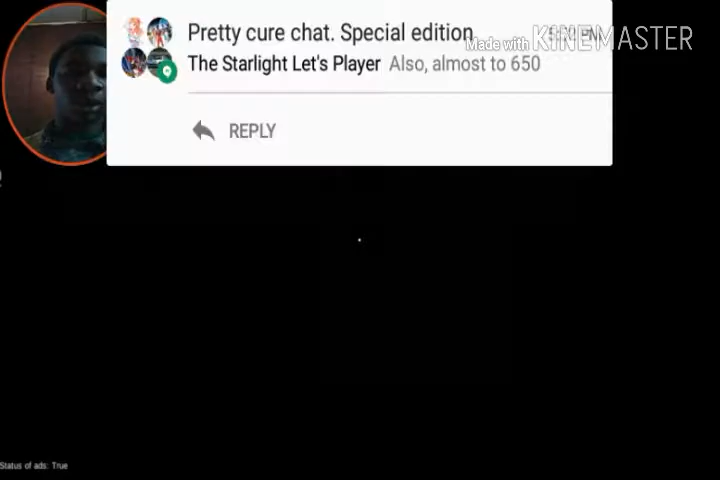 Pretty cure chat. Special edition
Made with KINEMASTER
The Starlight Let's Player Also, almost to 650
REPLY
Status of ads: True